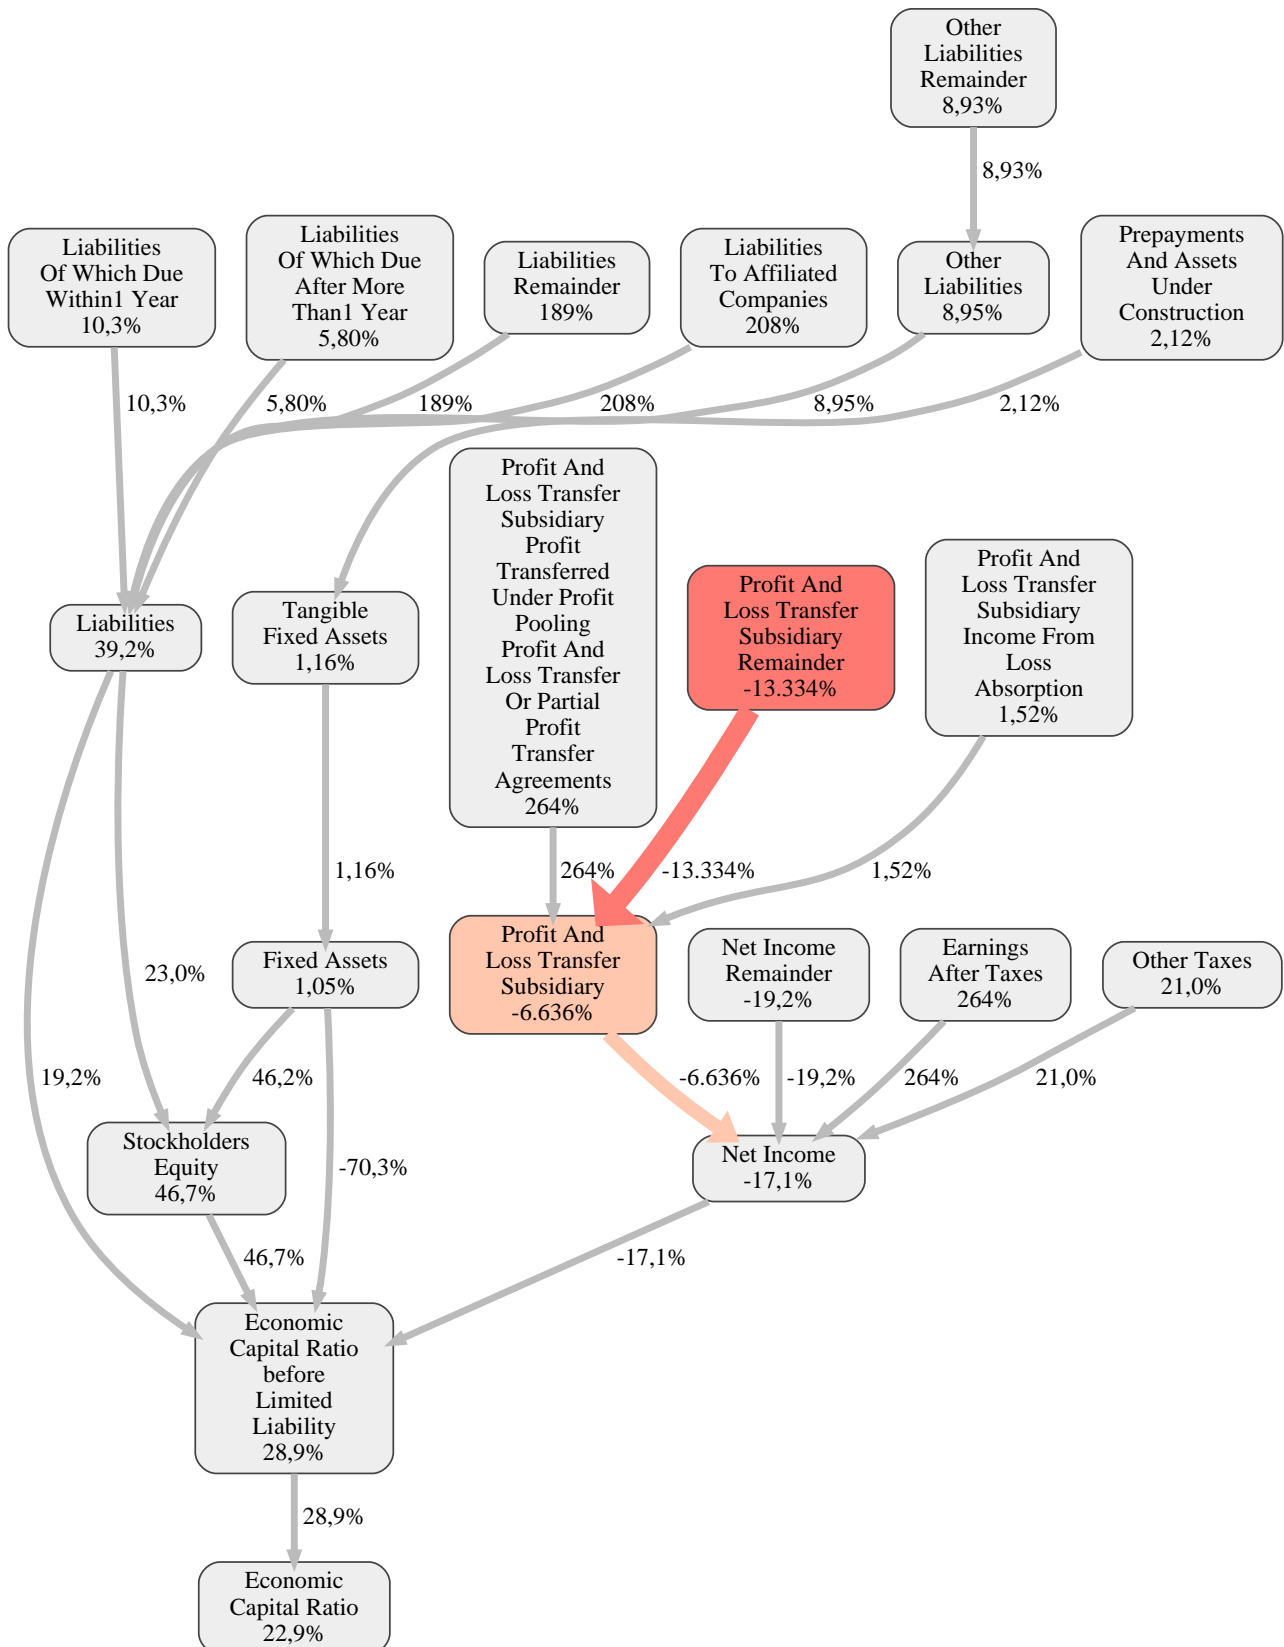 Other
Liabilities
Remainder
8,93%
8,93%
Liabilities
Of Which Due
Within1 Year
10,3%
Liabilities
Of Which Due
After More
Than1 Year
5,80%
Liabilities
Remainder
189%
Liabilities
To Affiliated
Companies
208%
Other
Liabilities
8,95%
Prepayments
And Assets
Under
Construction
2,12%
10,3%
5,80%
189%
208%
8,95%
2,12%
Profit And
Loss Transfer
Subsidiary
Profit
Transferred
Under Profit
Pooling
Profit And
Loss Transfer
Or Partial
Profit
Transfer
Agreements
264%
Profit And
Loss Transfer
Subsidiary
Remainder
-13.334%
Profit And
Loss Transfer
Subsidiary
Income From
Loss
Absorption
1,52%
Liabilities
39,2%
Tangible
Fixed Assets
1,16%
1,16%
264%
-13.334%
1,52%
23,0%
Fixed Assets
1,05%
Profit And
Loss Transfer
Subsidiary
-6.636%
Net Income
Remainder
-19,2%
Earnings
After Taxes
264%
Other Taxes
21,0%
19,2%
46,2%
-6.636%
-19,2%
264%
21,0%
Stockholders
Equity
46,7%
-70,3%
Net Income
-17,1%
46,7%
-17,1%
Economic
Capital Ratio
before
Limited
Liability
28,9%
28,9%
Economic
Capital Ratio
22,9%